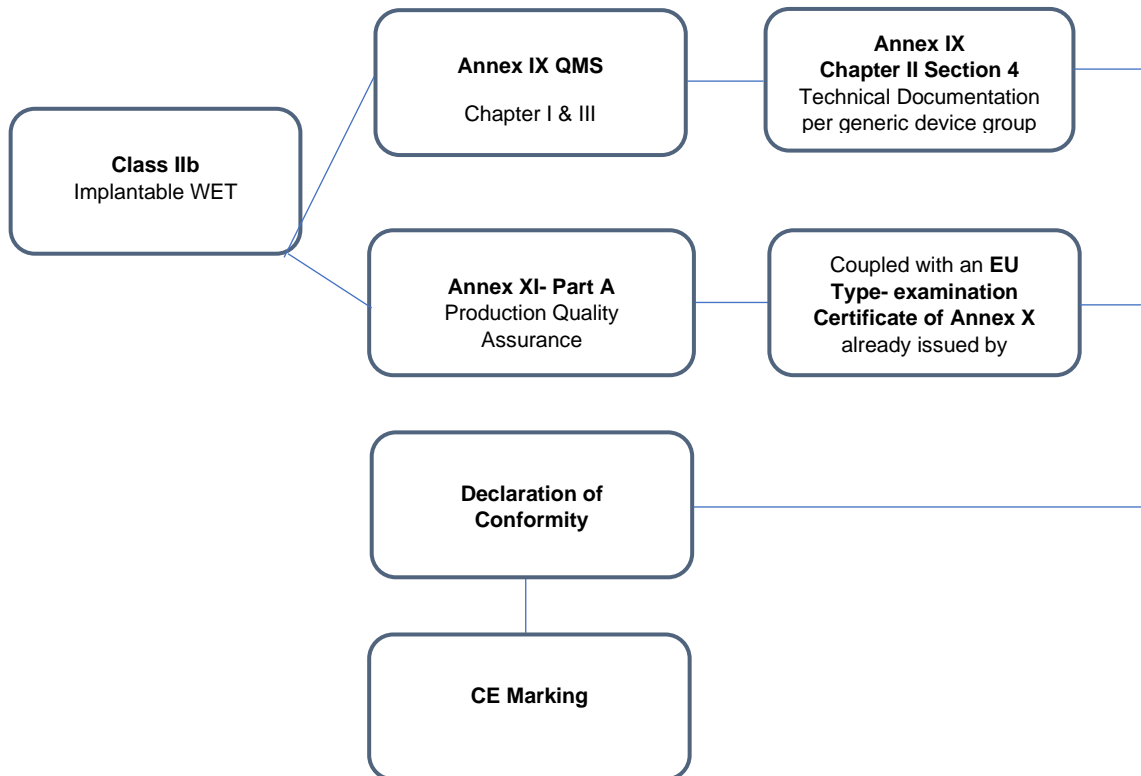 Class IIb
Implantable WET
Annex IX QMS
Chapter I & III
Annex IX
Chapter II Section 4
Technical Documentation
per generic device group
Annex XI- Part A
Production Quality
Assurance
Coupled with an EU
Type- examination
Certificate of Annex X
already issued by
Declaration of
Conformity
CE Marking